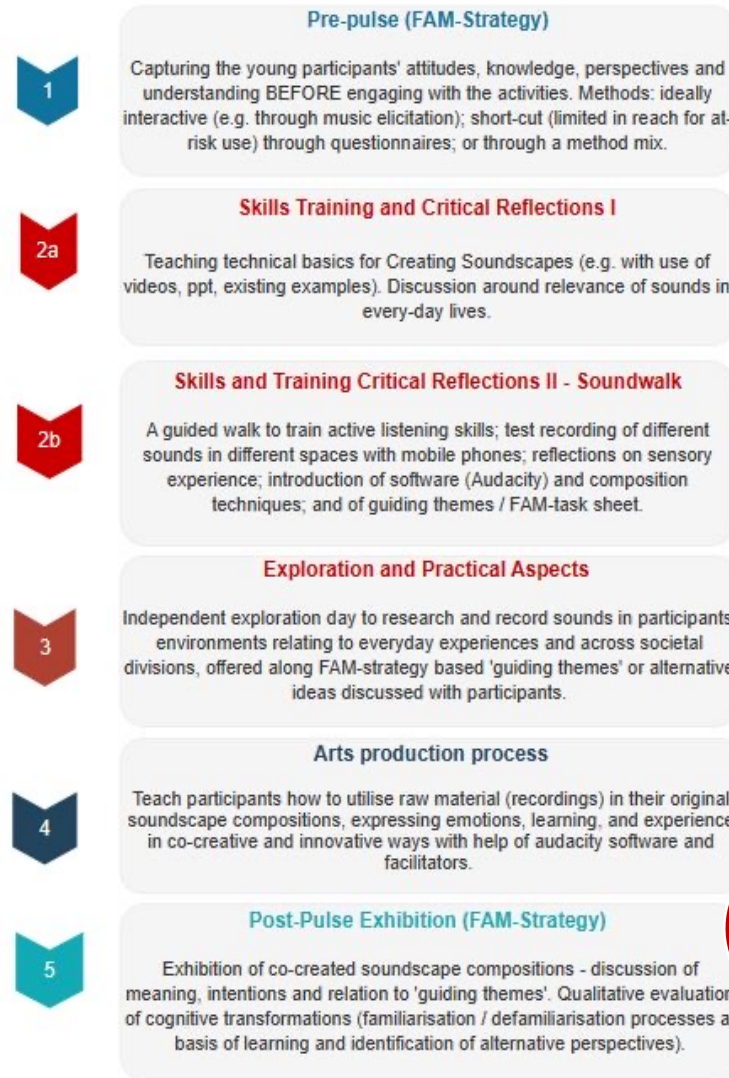 Pre-pulse (FAM-Strategy)
1
Capturing the young participants' attitudes, knowledge, perspectives and
understanding BEFORE engaging with the activities. Methods: ideally
interactive (e.g. through music elicitation); short-cut (limited in reach for at-
risk use) through questionnaires; or through a method mix.
Skills Training and Critical Reflections I
2a
Teaching technical basics for Creating Soundscapes (e.g. with use of
videos, ppt, existing examples). Discussion around relevance of sounds in
every-day lives.
Skills and Training Critical Reflections II - Soundwalk
2b
A guided walk to train active listening skills; test recording of different
sounds in different spaces with mobile phones; reflections on sensory
experience; introduction of software (Audacity) and composition
techniques; and of guiding themes / FAM-task sheet.
Exploration and Practical Aspects
3
Independent exploration day to research and record sounds in participants
environments relating to everyday experiences and across societal
divisions, offered along FAM-strategy based 'guiding themes' or alternative
ideas discussed with participants.
Arts production process
4
Teach participants how to utilise raw material (recordings) in their original
soundscape compositions, expressing emotions, learning, and experience
in co-creative and innovative ways with help of audacity software and
facilitators.
Post-Pulse Exhibition (FAM-Strategy)
5
Exhibition of co-created soundscape compositions - discussion of
meaning, intentions and relation to 'guiding themes'. Qualitative evaluation
of cognitive transformations (familiarisation / defamiliarisation processes a
basis of learning and identification of alternative perspectives).